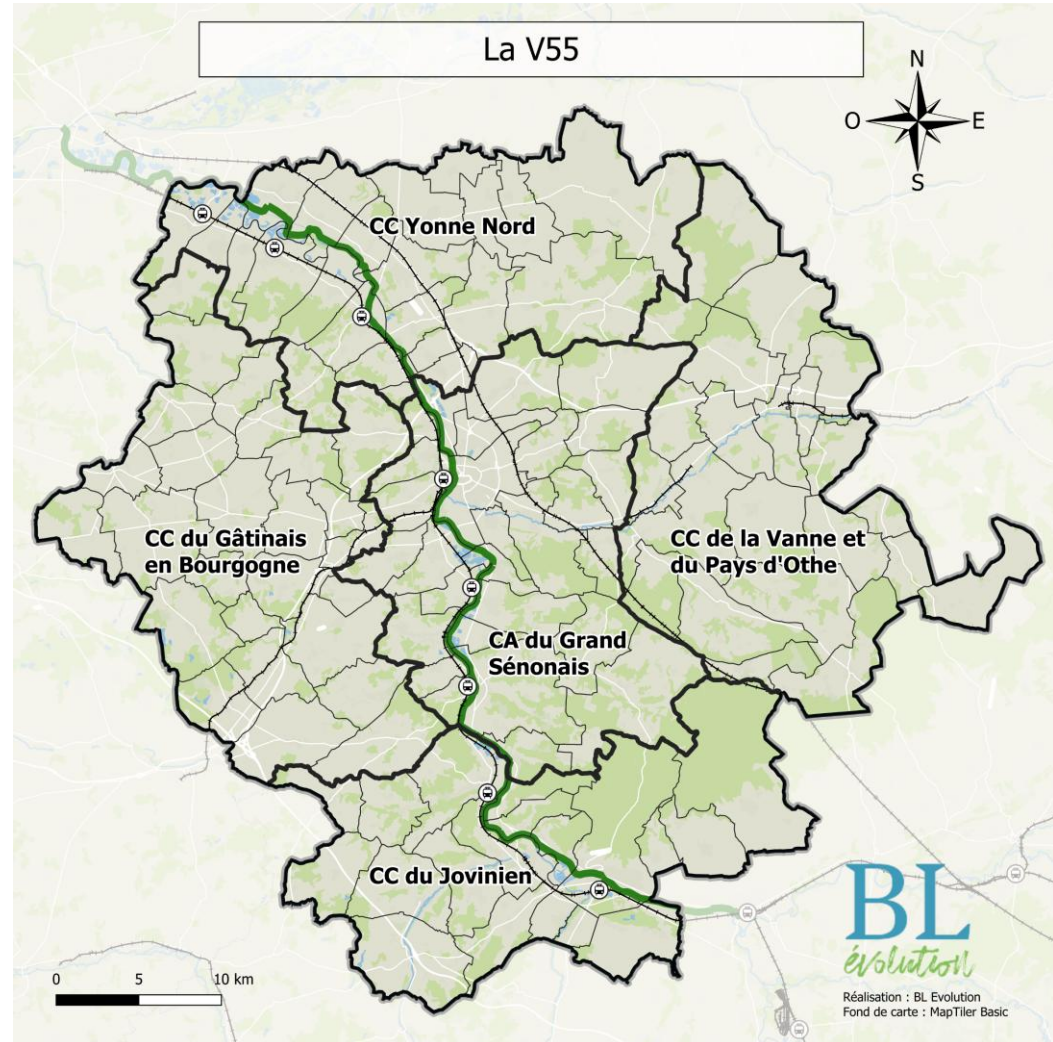 La V55
N
O
E
S
CC Yonne Nord
CC du Gâtinais
en Bourgogne
CC de la Vanne et
du Pays d'Othe
CA du Grand
Sénonais
CC du Jovinien
0 5 10 km
BL
évolution
Réalisation : BL Evolution
Fond de carte : MapTiler Basic